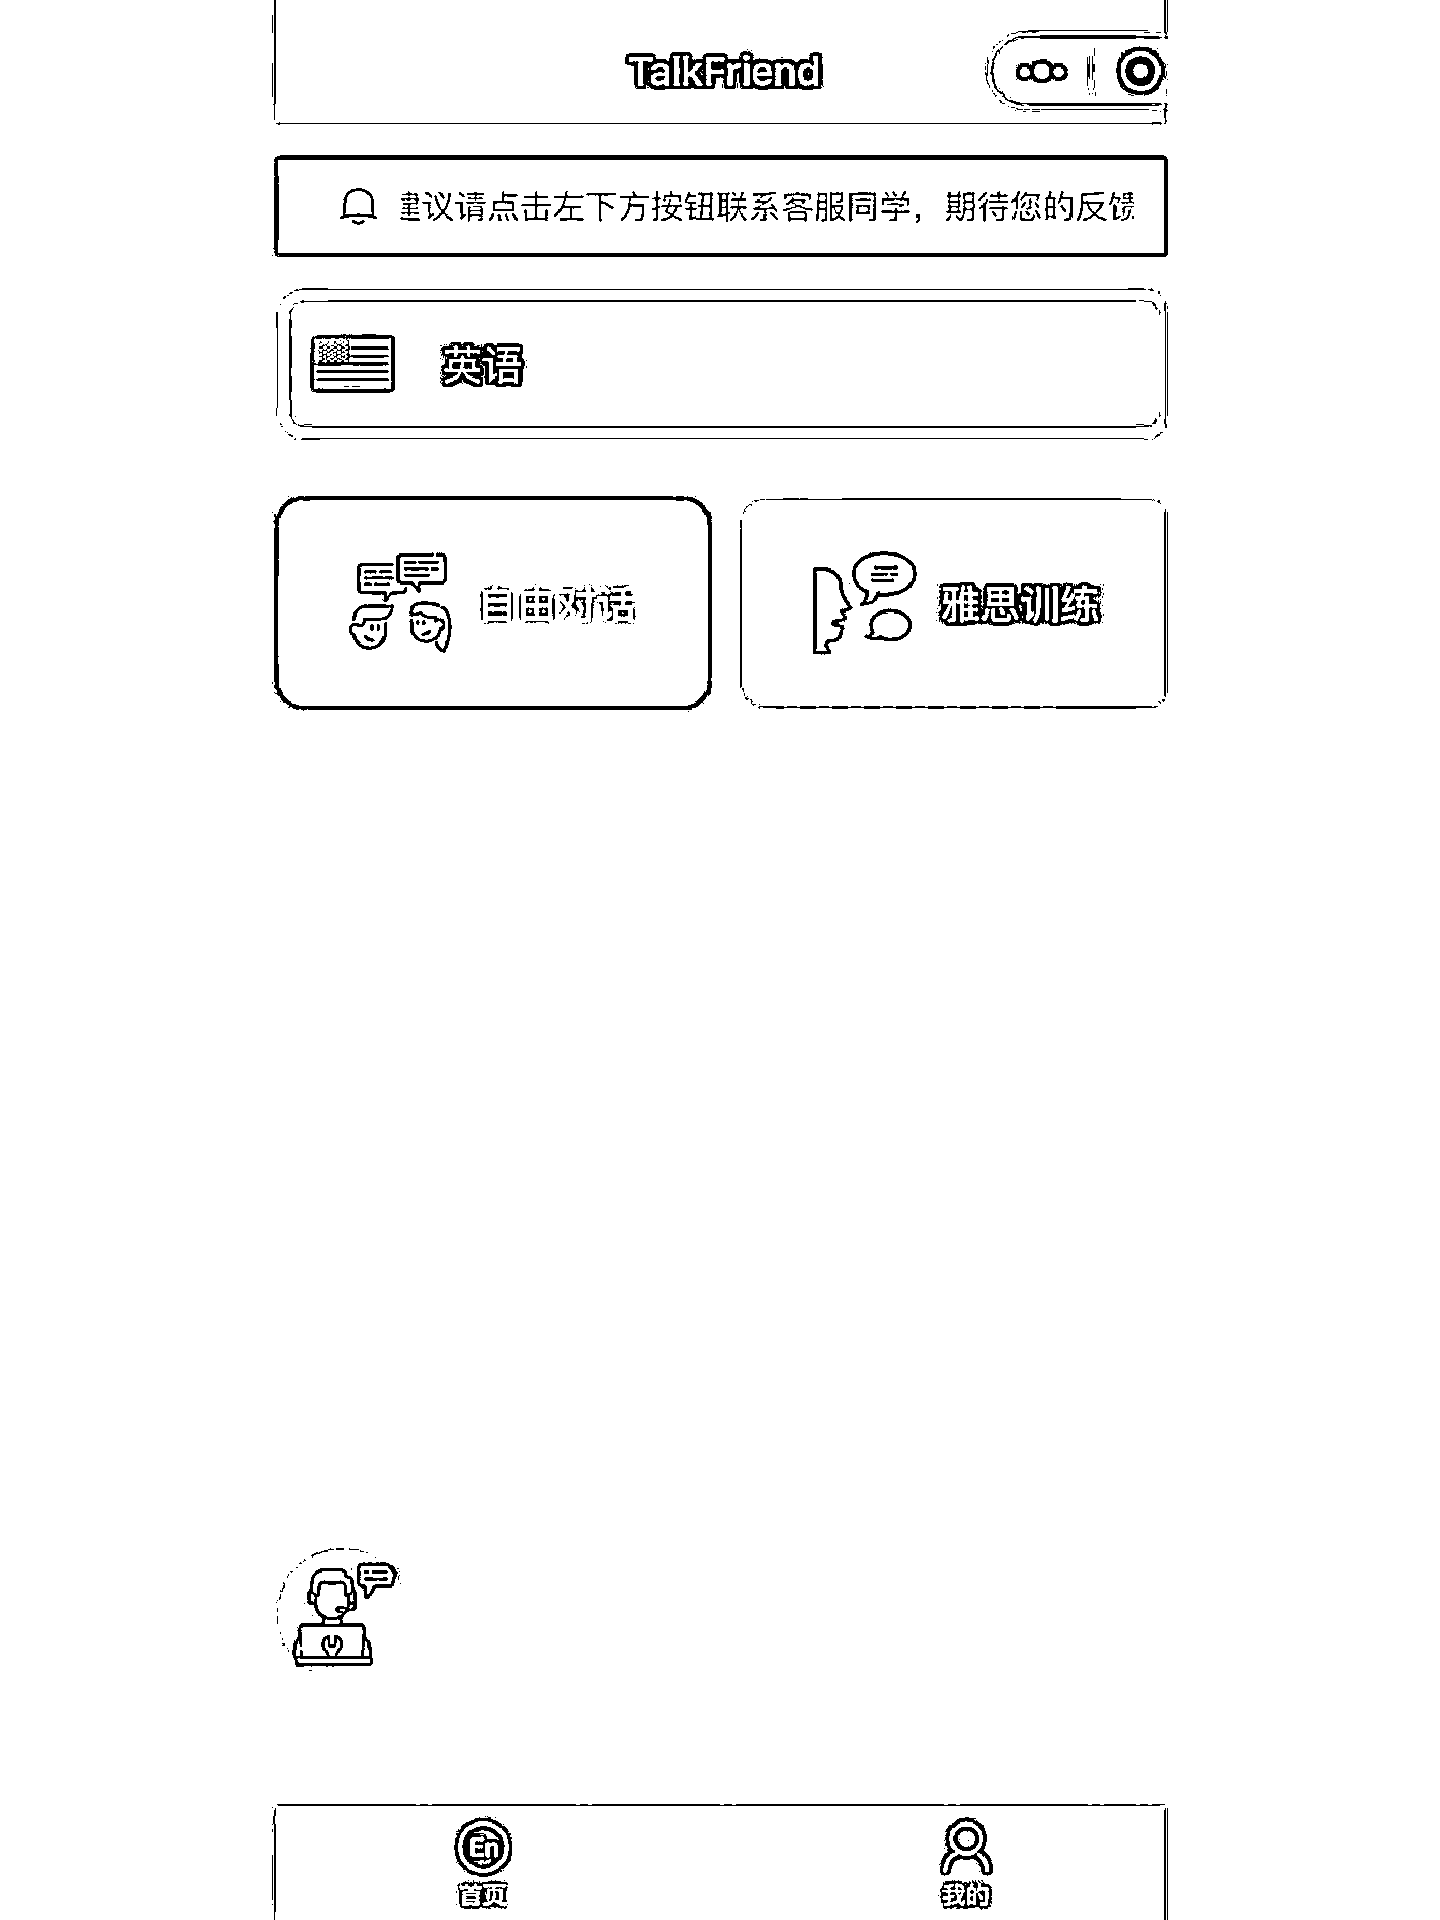 TalkFriend
建议请点击左下方按钮联系客服同学，期待您的反馈
英语
自由对话
雅思训练
En
首页
我的